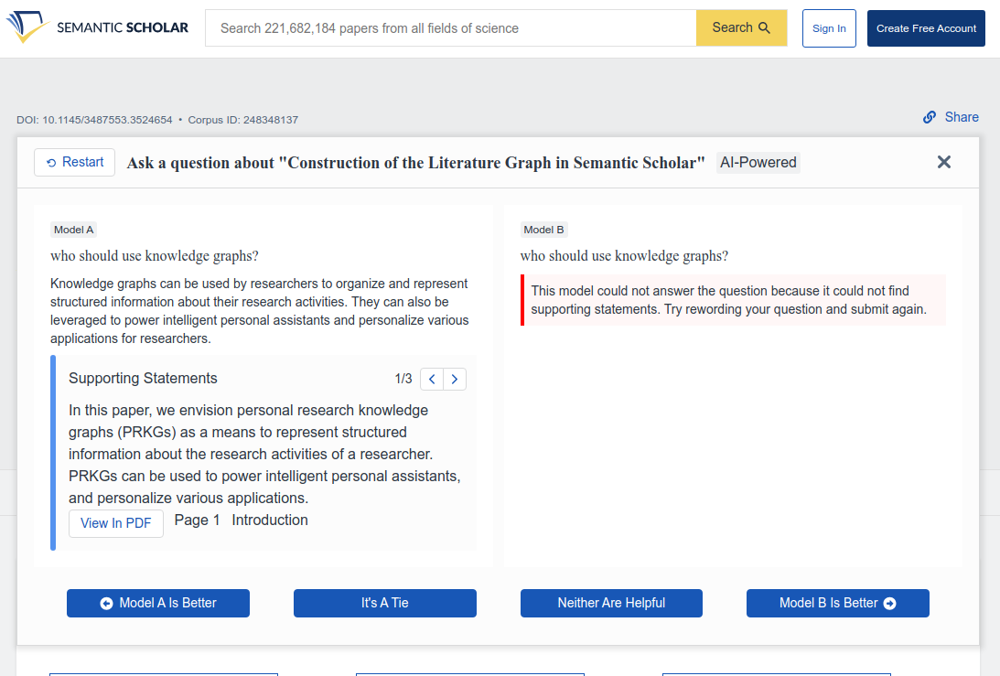 SEMANTIC SCHOLAR
Search 221,682,184 papers from all fields of science
Search
Sign In
Create Free Account
DOI: 10.1145/3487553.3524654 • Corpus ID: 248348137
Share
Restart
Ask a question about "Construction of the Literature Graph in Semantic Scholar"
AI-Powered
Model A
who should use knowledge graphs?
Knowledge graphs can be used by researchers to organize and represent
structured information about their research activities. They can also be
leveraged to power intelligent personal assistants and personalize various
applications for researchers.
Supporting Statements
1/3
In this paper, we envision personal research knowledge
graphs (PRKGs) as a means to represent structured
information about the research activities of a researcher.
PRKGs can be used to power intelligent personal assistants,
and personalize various applications.
View In PDF
Page 1
Introduction
Model B
who should use knowledge graphs?
This model could not answer the question because it could not find
supporting statements. Try rewording your question and submit again.
Model A Is Better
It's A Tie
Neither Are Helpful
Model B Is Better